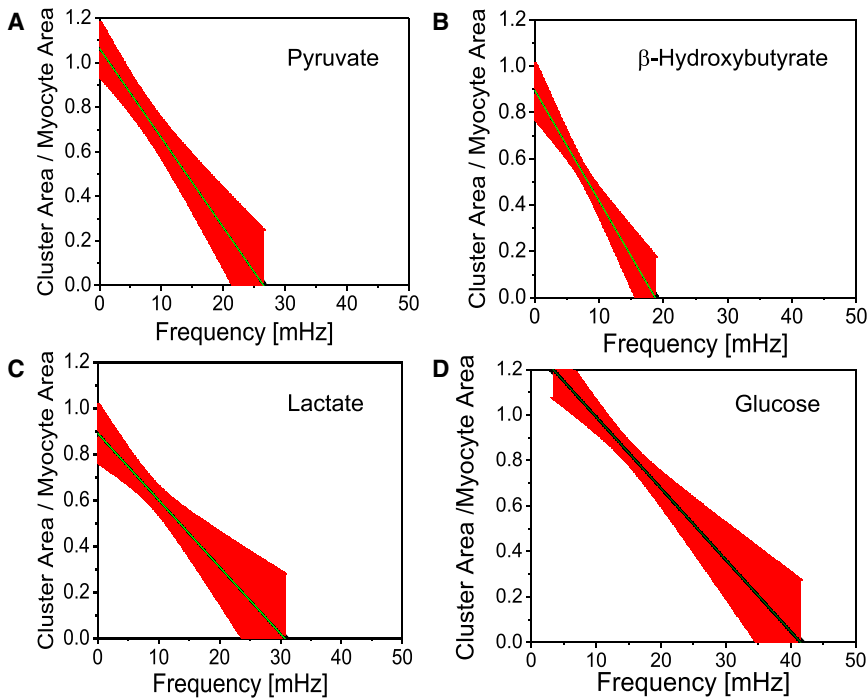 A
Pyruvate
Cluster Area / Myocyte Area
1.2
1.0
0.8
0.6
0.4
0.2
0.0
0 10 20 30 40 50
Frequency [mHz]
B
β-Hydroxybutyrate
Cluster Area / Myocyte Area
1.2
1.0
0.8
0.6
0.4
0.2
0.0
0 10 20 30 40 50
Frequency [mHz]
C
Lactate
Cluster Area / Myocyte Area
1.2
1.0
0.8
0.6
0.4
0.2
0.0
0 10 20 30 40 50
Frequency [mHz]
D
Glucose
Cluster Area /Myocyte Area
1.2
1.0
0.8
0.6
0.4
0.2
0.0
0 10 20 30 40 50
Frequency [mHz]